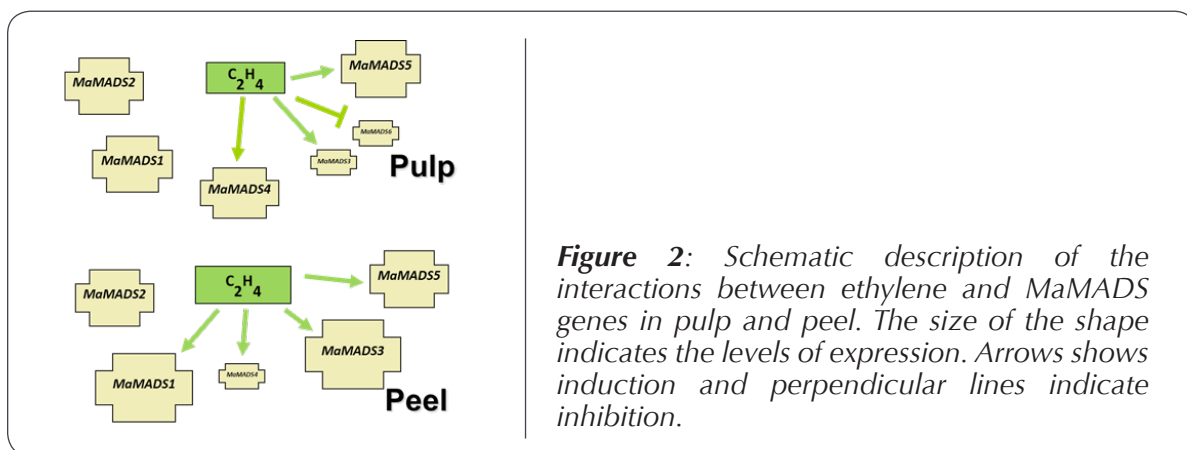 MaMADS2
C2H4
MaMADS5
MaMADS6
MaMADS1
MaMADS3
Pulp
MaMADS4
C2H4
MaMADS5
MaMADS2
MaMADS3
MaMADS1
MaMADS4
Peel
Figure 2: Schematic description of the
interactions between ethylene and MaMADS
genes in pulp and peel. The size of the shape
indicates the levels of expression. Arrows shows
induction and perpendicular lines indicate
inhibition.